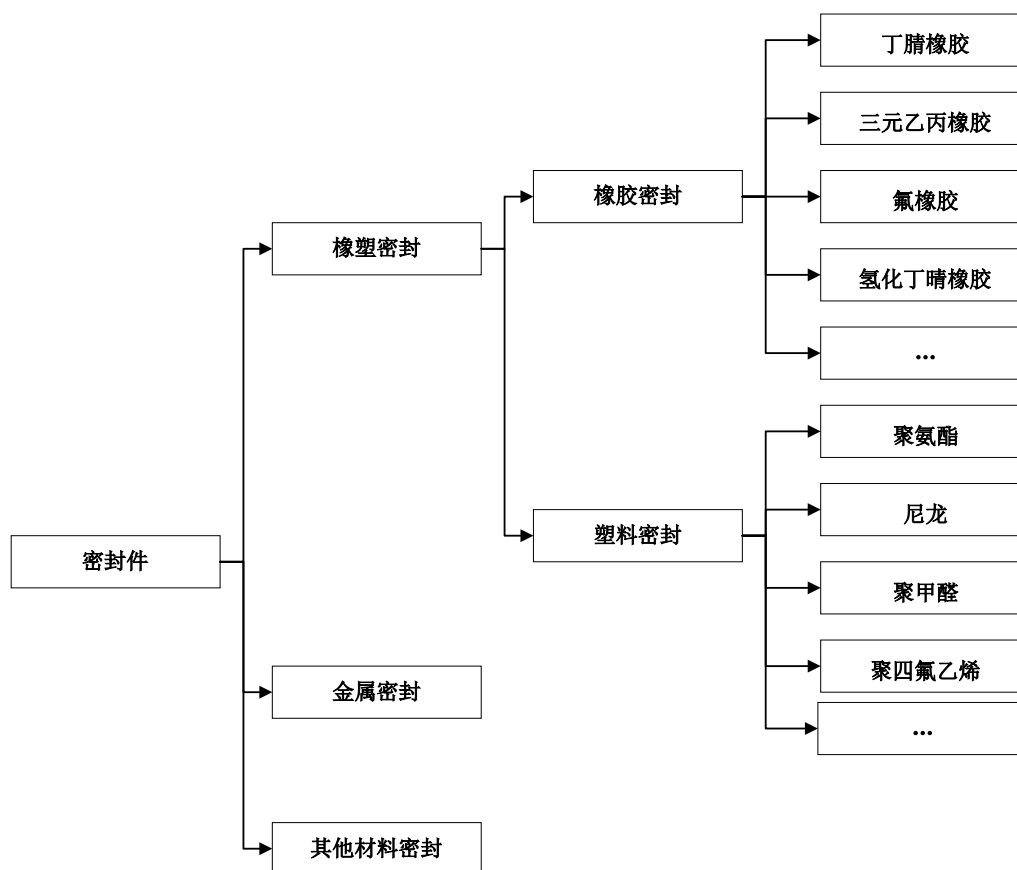 丁腈橡胶
三元乙丙橡胶
橡胶密封
氟橡胶
橡塑密封
氢化丁晴橡胶
...
聚氨酯
尼龙
塑料密封
密封件
聚甲醛
聚四氟乙烯
金属密封
...
其他材料密封